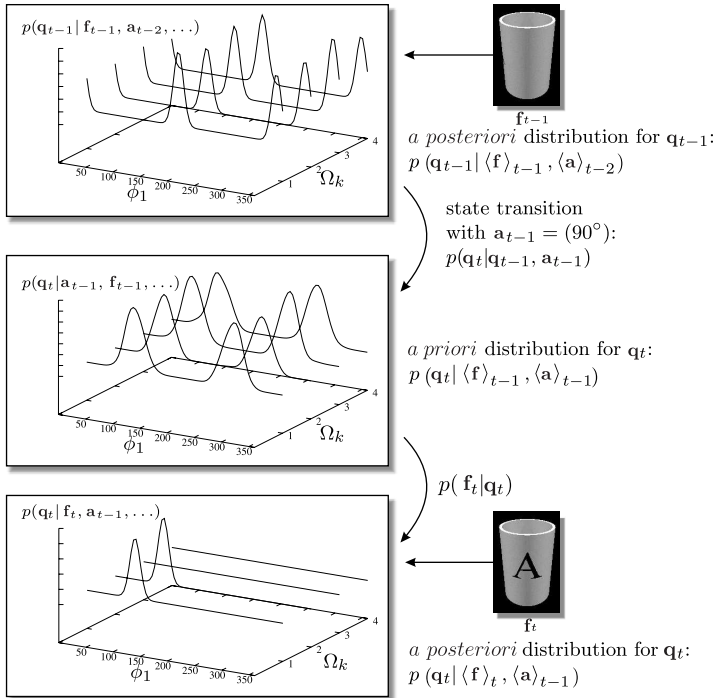 p(q_{t−1}| f_{t−1}, a_{t−2}, . . .)
50 100 150 200 250 300 350
ϕ₁
1 2 3 4
Ω_k
f_{t−1}
a posteriori distribution for q_{t−1}:
p (q_{t−1}| ⟨f⟩_{t−1} , ⟨a⟩_{t−2})
state transition
with a_{t−1} = (90°):
p(q_t|q_{t−1}, a_{t−1})
p(q_t|a_{t−1}, f_{t−1}, . . .)
50 100 150 200 250 300 350
ϕ₁
1 2 3 4
Ω_k
a priori distribution for q_t:
p (q_t| ⟨f⟩_{t−1} , ⟨a⟩_{t−1})
p( f_t|q_t)
p(q_t| f_t, a_{t−1}, . . .)
50 100 150 200 250 300 350
ϕ₁
1 2 3 4
Ω_k
A
f_t
a posteriori distribution for q_t:
p (q_t| ⟨f⟩_t , ⟨a⟩_{t−1})